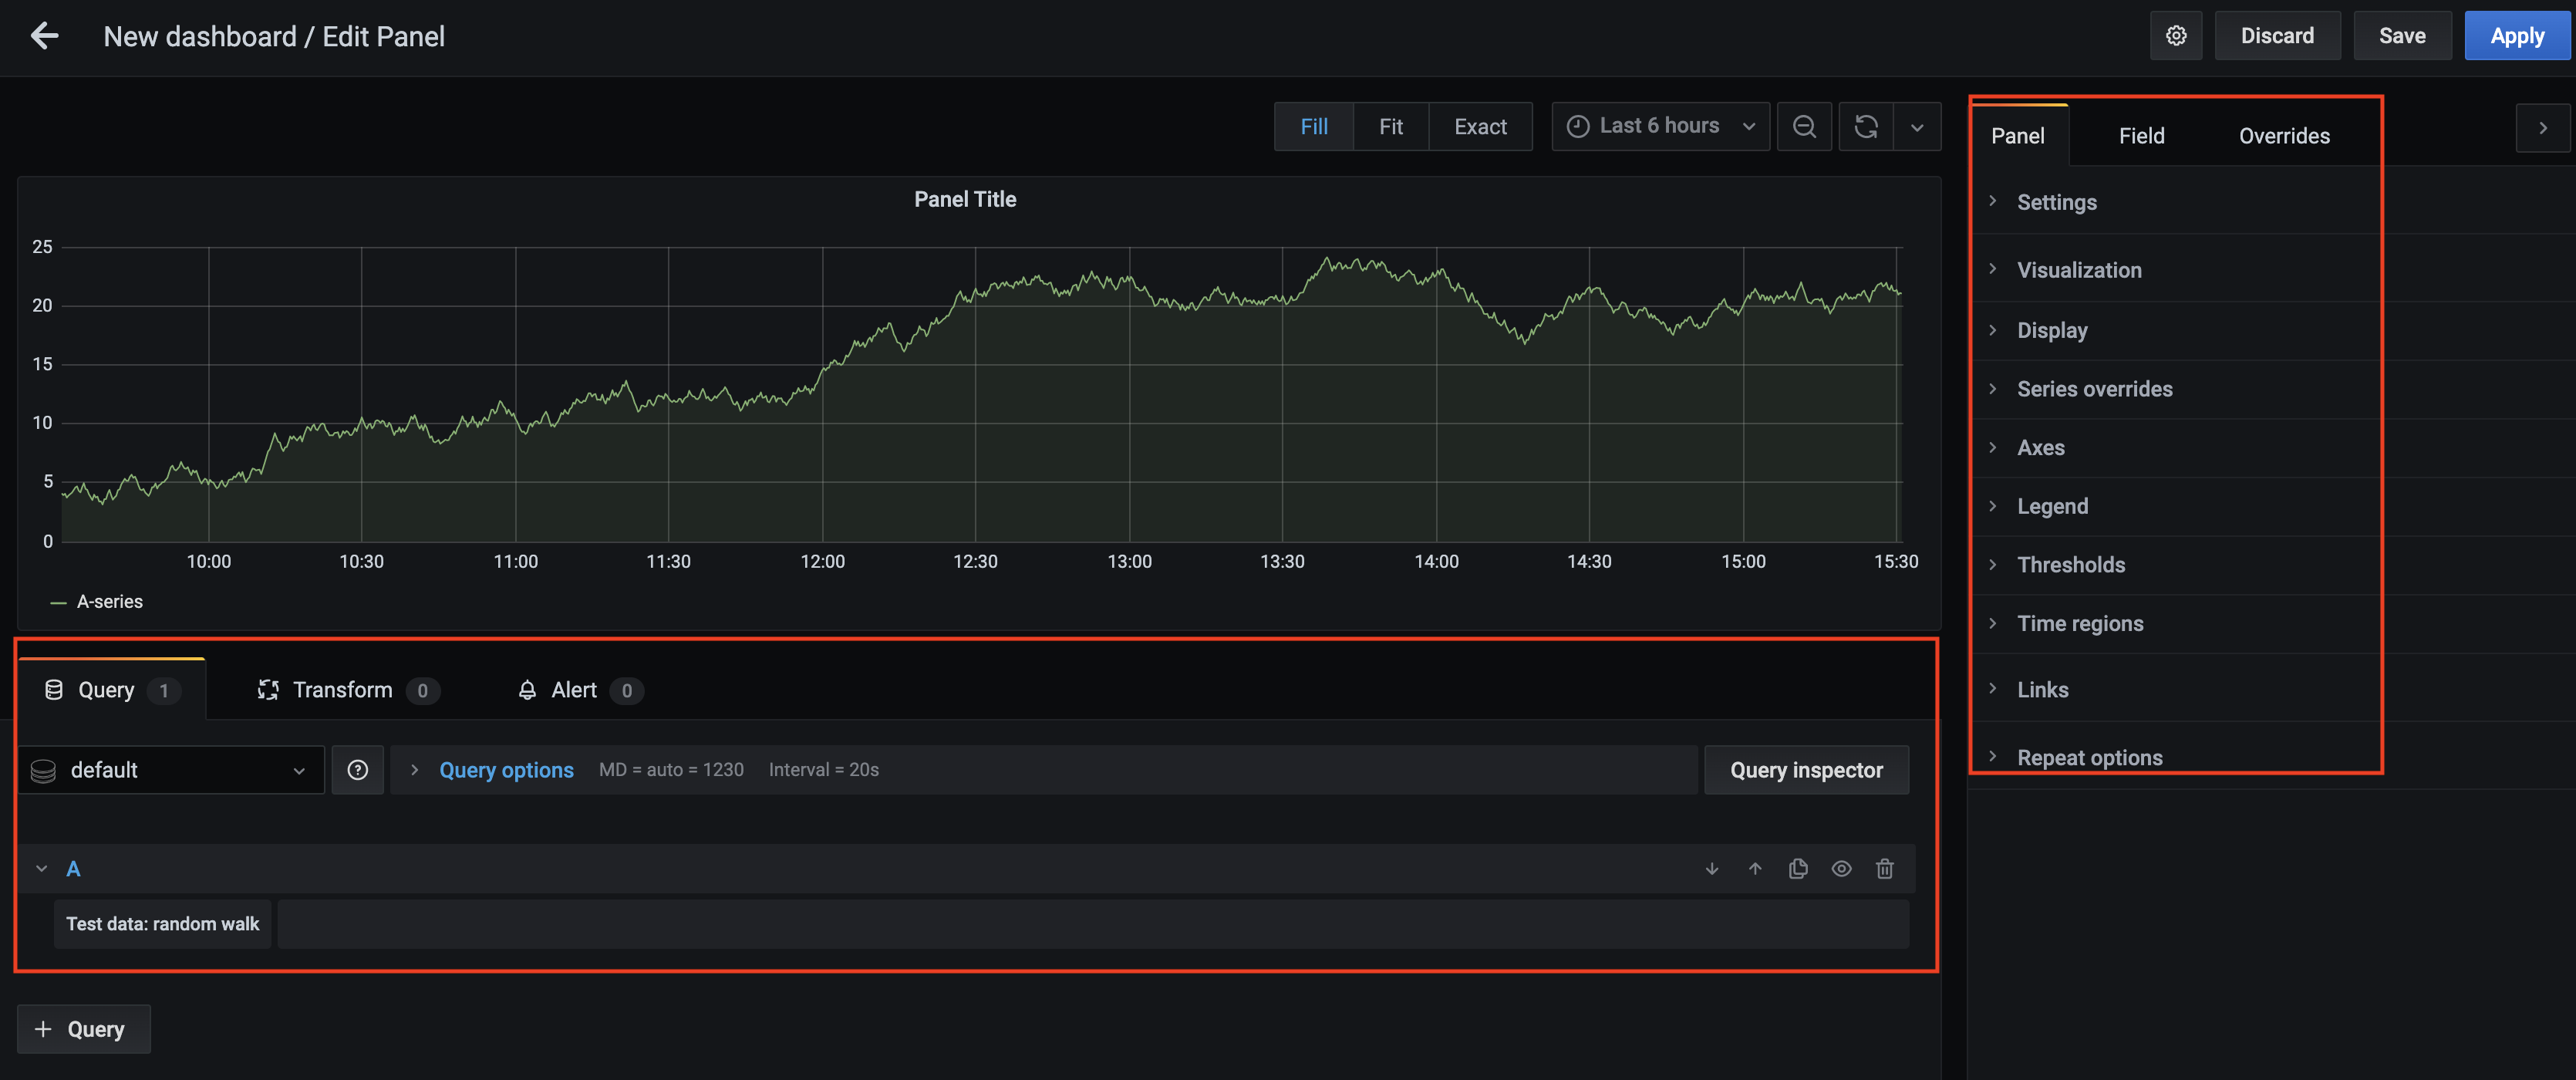 New dashboard / Edit Panel
Discard
Save
Apply
Fill
Fit
Exact
Last 6 hours
Panel Title
25
20
15
10
5
0
10:00
10:30
11:00
11:30
12:00
12:30
13:00
13:30
14:00
14:30
15:00
15:30
A-series
Query 1
Transform 0
Alert 0
default
Query options
MD = auto = 1230
Interval = 20s
Query inspector
A
Test data: random walk
+ Query
Panel
Field
Overrides
Settings
Visualization
Display
Series overrides
Axes
Legend
Thresholds
Time regions
Links
Repeat options